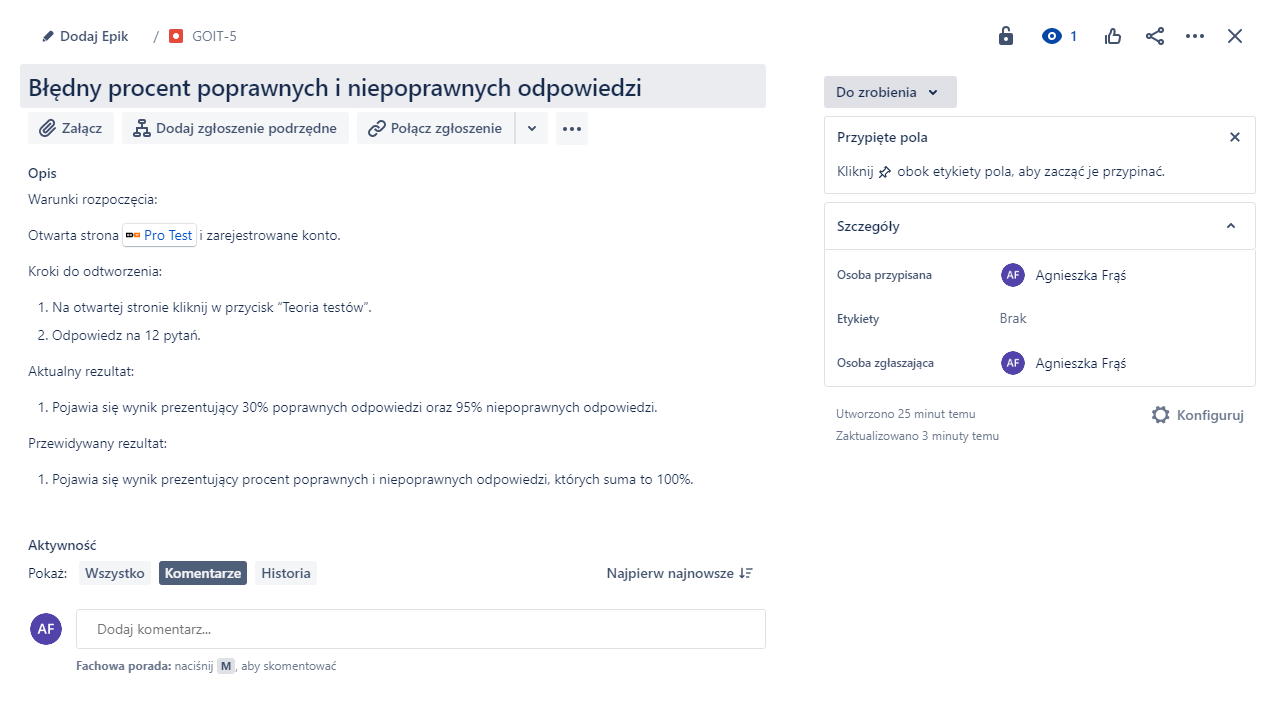 Dodaj Epik / GOIT-5
1
Błędny procent poprawnych i niepoprawnych odpowiedzi
Załącz Dodaj zgłoszenie podrzędne Połącz zgłoszenie
Opis
Warunki rozpoczęcia:
Otwarta strona Pro Test i zarejestrowane konto.
Kroki do odtworzenia:
1. Na otwartej stronie kliknij w przycisk “Teoria testów”.
2. Odpowiedz na 12 pytań.
Aktualny rezultat:
1. Pojawia się wynik prezentujący 30% poprawnych odpowiedzi oraz 95% niepoprawnych odpowiedzi.
Przewidywany rezultat:
1. Pojawia się wynik prezentujący procent poprawnych i niepoprawnych odpowiedzi, których suma to 100%.
Aktywność
Pokaż: Wszystko Komentarze Historia Najpierw najnowsze
AF Dodaj komentarz...
Fachowa porada: naciśnij M, aby skomentować
Do zrobienia
Przypięte pola
Kliknij obok etykiety pola, aby zacząć je przypinać.
Szczegóły
Osoba przypisana AF Agnieszka Frąś
Etykiety Brak
Osoba zgłaszająca AF Agnieszka Frąś
Utworzono 25 minut temu Konfiguruj
Zaktualizowano 3 minuty temu